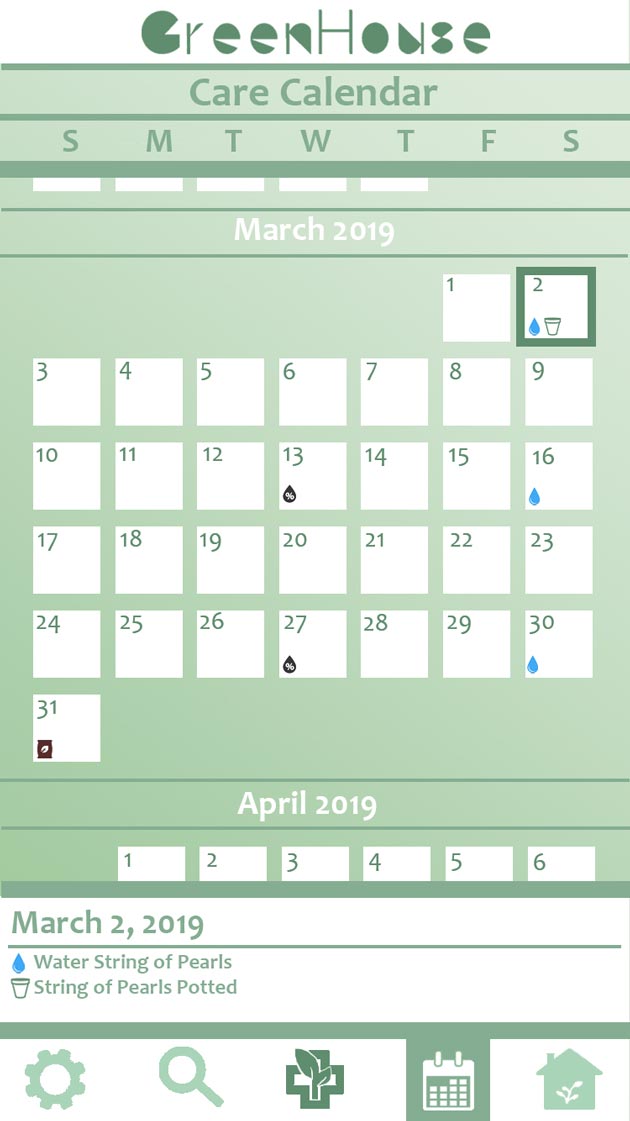 GreenHouse
Care Calendar
S M T W T F S
March 2019
1 2
3 4 5 6 7 8 9
10 11 12 13 14 15 16
%
17 18 19 20 21 22 23
24 25 26 27 28 29 30
%
31
April 2019
1 2 3 4 5 6
March 2, 2019
Water String of Pearls
String of Pearls Potted